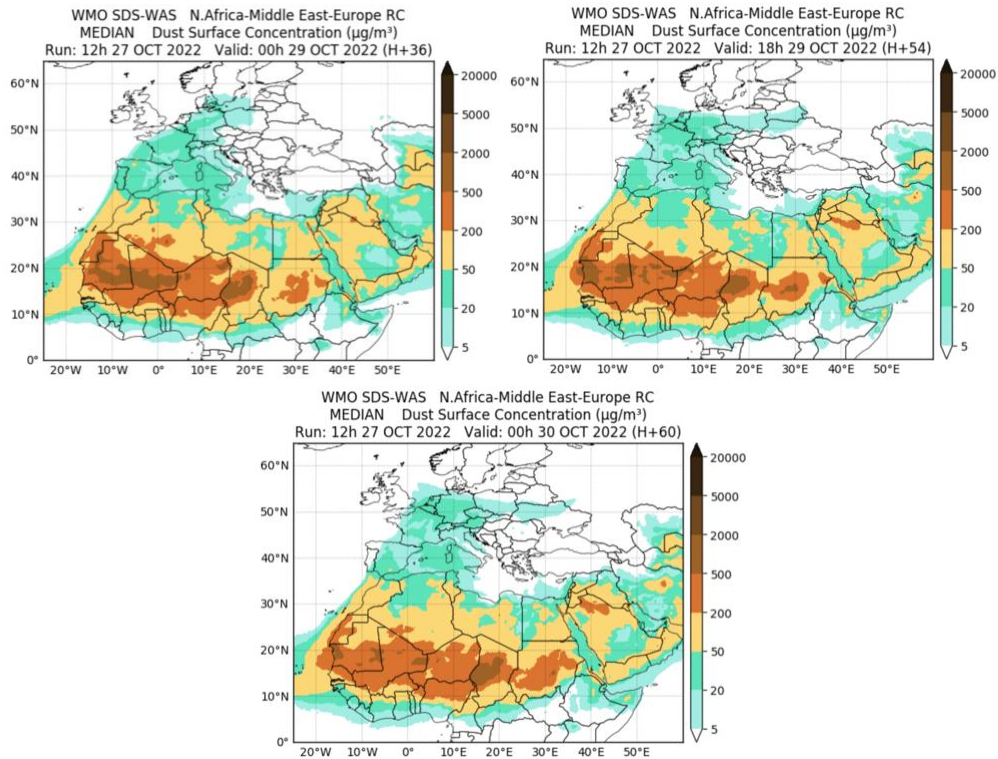 WMO SDS-WAS N.Africa-Middle East-Europe RC
MEDIAN Dust Surface Concentration (µg/m³)
Run: 12h 27 OCT 2022 Valid: 00h 29 OCT 2022 (H+36)
60°N
50°N
40°N
30°N
20°N
10°N
0°
20°W 10°W 0° 10°E 20°E 30°E 40°E 50°E
20000
5000
2000
500
200
50
20
5
WMO SDS-WAS N.Africa-Middle East-Europe RC
MEDIAN Dust Surface Concentration (µg/m³)
Run: 12h 27 OCT 2022 Valid: 18h 29 OCT 2022 (H+54)
60°N
50°N
40°N
30°N
20°N
10°N
0°
20°W 10°W 0° 10°E 20°E 30°E 40°E 50°E
20000
5000
2000
500
200
50
20
5
WMO SDS-WAS N.Africa-Middle East-Europe RC
MEDIAN Dust Surface Concentration (µg/m³)
Run: 12h 27 OCT 2022 Valid: 00h 30 OCT 2022 (H+60)
60°N
50°N
40°N
30°N
20°N
10°N
0°
20°W 10°W 0° 10°E 20°E 30°E 40°E 50°E
20000
5000
2000
500
200
50
20
5